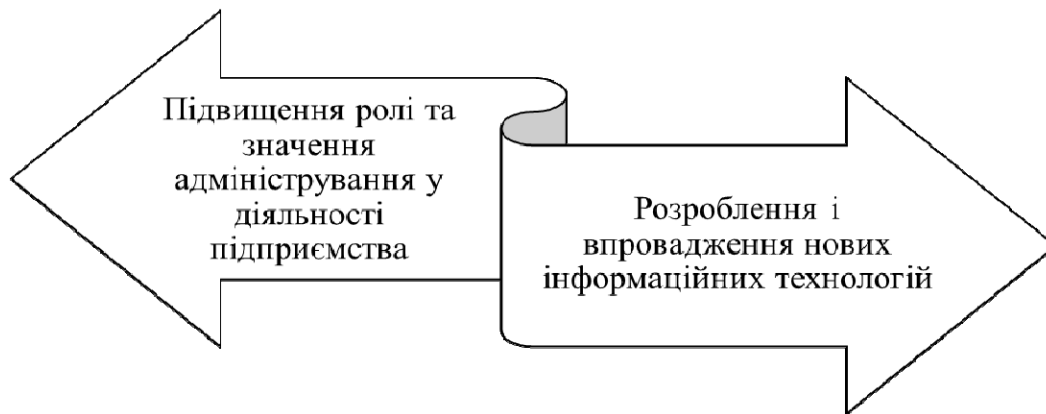 Підвищення ролі та
значення
адміністрування у
діяльності
підприємства
Розроблення і
впровадження нових
інформаційних технологій